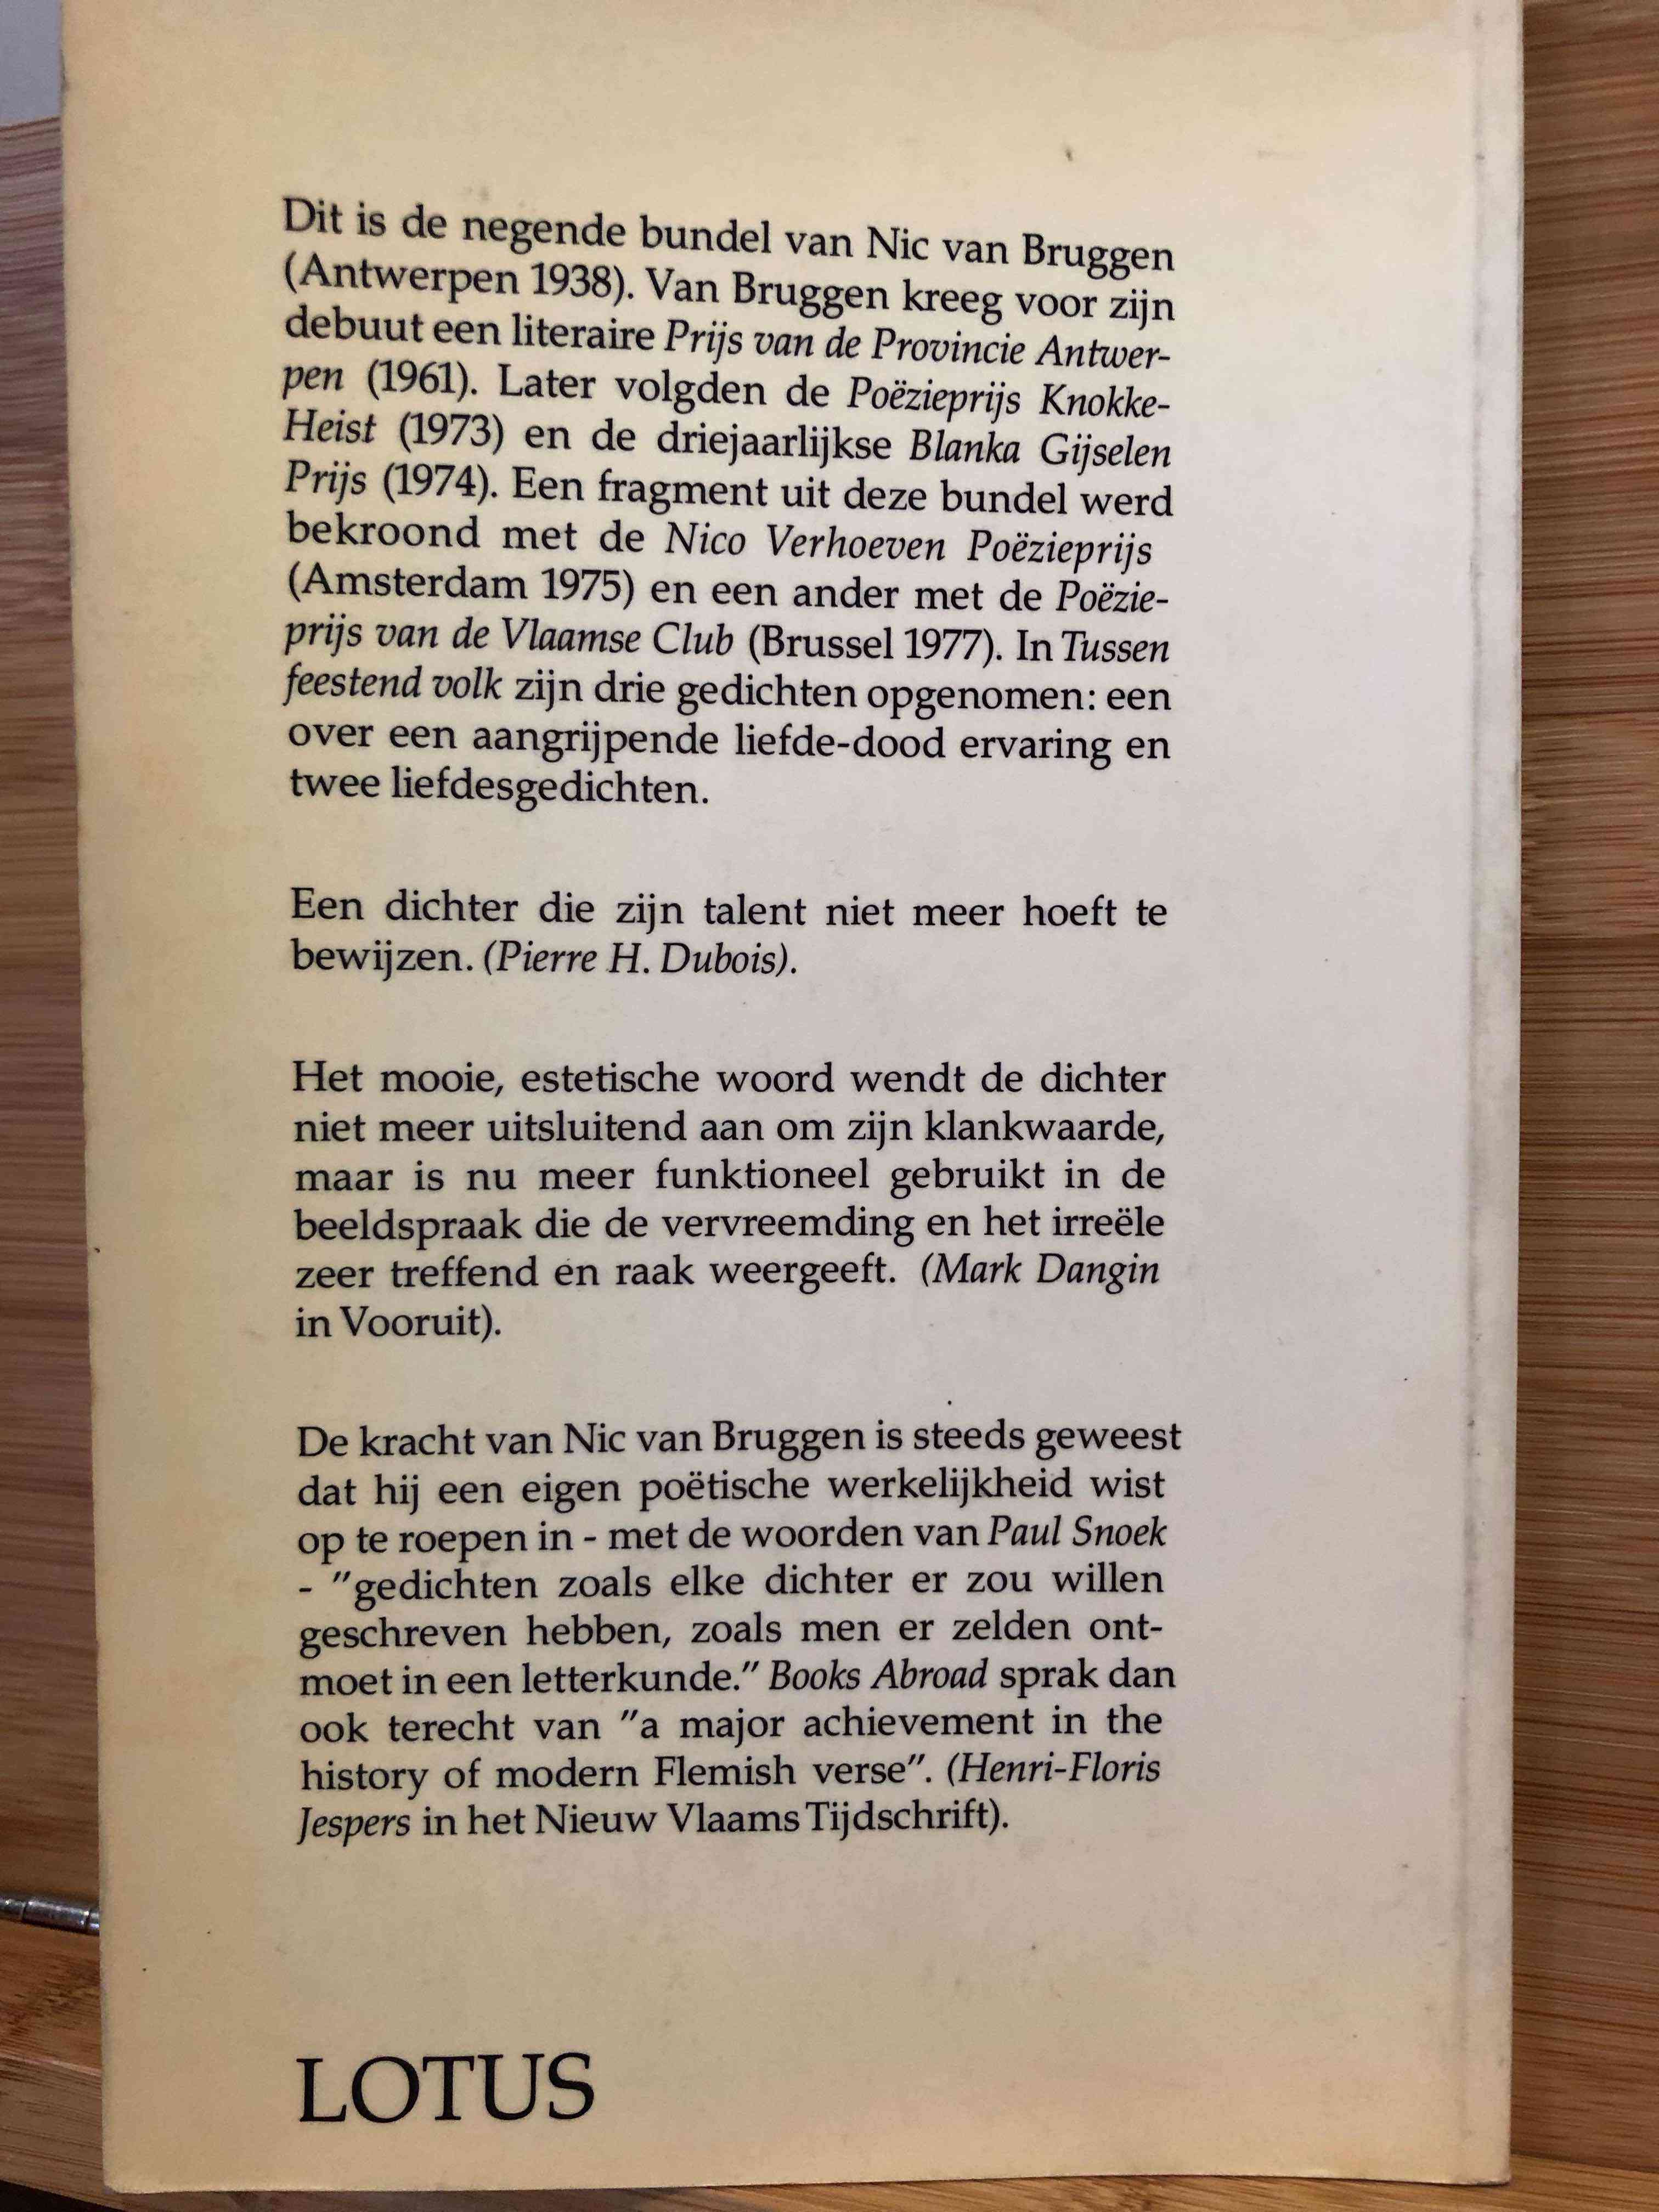 Dit is de negende bundel van Nic van Bruggen
(Antwerpen 1938). Van Bruggen kreeg voor zijn
debuut een literaire Prijs van de Provincie Antwer-
pen (1961). Later volgden de Poëzieprijs Knokke-
Heist (1973) en de driejaarlijkse Blanka Gijselen
Prijs (1974). Een fragment uit deze bundel werd
bekroond met de Nico Verhoeven Poëzieprijs
(Amsterdam 1975) en een ander met de Poëzie-
prijs van de Vlaamse Club (Brussel 1977). In Tussen
feestend volk zijn drie gedichten opgenomen: een
over een aangrijpende liefde-dood ervaring en
twee liefdesgedichten.
Een dichter die zijn talent niet meer hoeft te
bewijzen. (Pierre H. Dubois).
Het mooie, estetische woord wendt de dichter
niet meer uitsluitend aan om zijn klankwaarde,
maar is nu meer funktioneel gebruikt in de
beeldspraak die de vervreemding en het irreële
zeer treffend en raak weergeeft. (Mark Dangin
in Vooruit).
De kracht van Nic van Bruggen is steeds geweest
dat hij een eigen poëtische werkelijkheid wist
op te roepen in - met de woorden van Paul Snoek
- "gedichten zoals elke dichter er zou willen
geschreven hebben, zoals men er zelden ont-
moet in een letterkunde." Books Abroad sprak dan
ook terecht van "a major achievement in the
history of modern Flemish verse". (Henri-Floris
Jespers in het Nieuw Vlaams Tijdschrift).
LOTUS